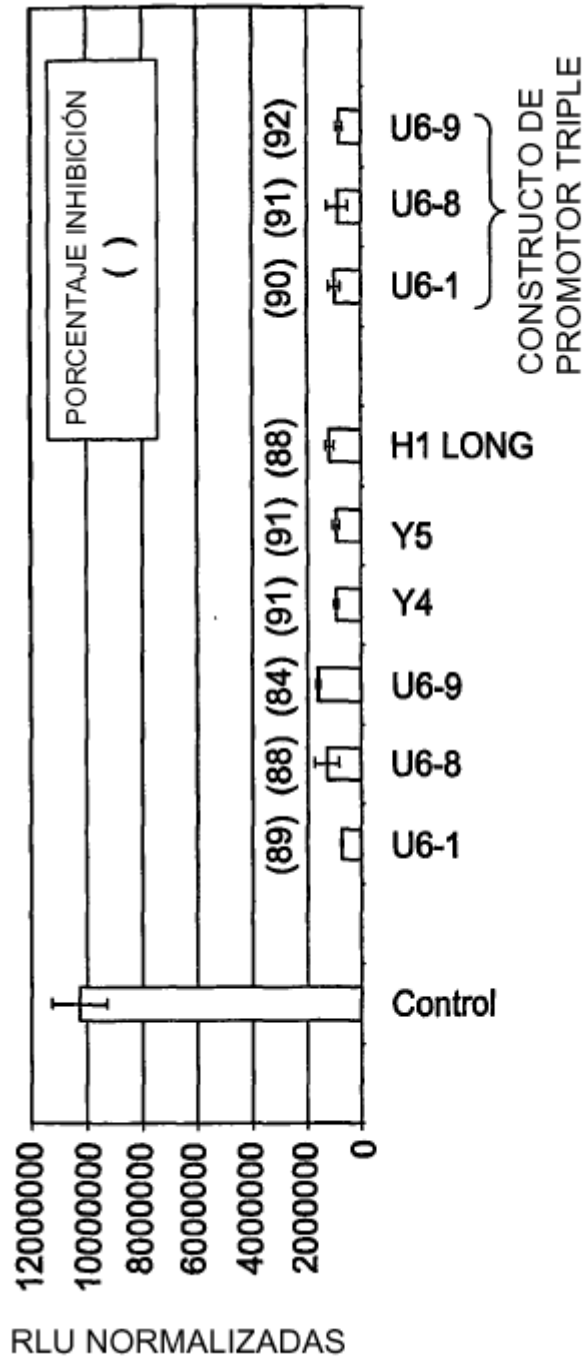 RLU NORMALIZADAS
12000000
10000000
8000000
6000000
4000000
2000000
0
PORCENTAJE INHIBICIÓN
( )
(89) (88) (84) (91) (91) (88) (90) (91) (92)
Control
U6-1
U6-8
U6-9
Y4
Y5
H1 LONG
U6-1
U6-8
U6-9
CONSTRUCTO DE
PROMOTOR TRIPLE